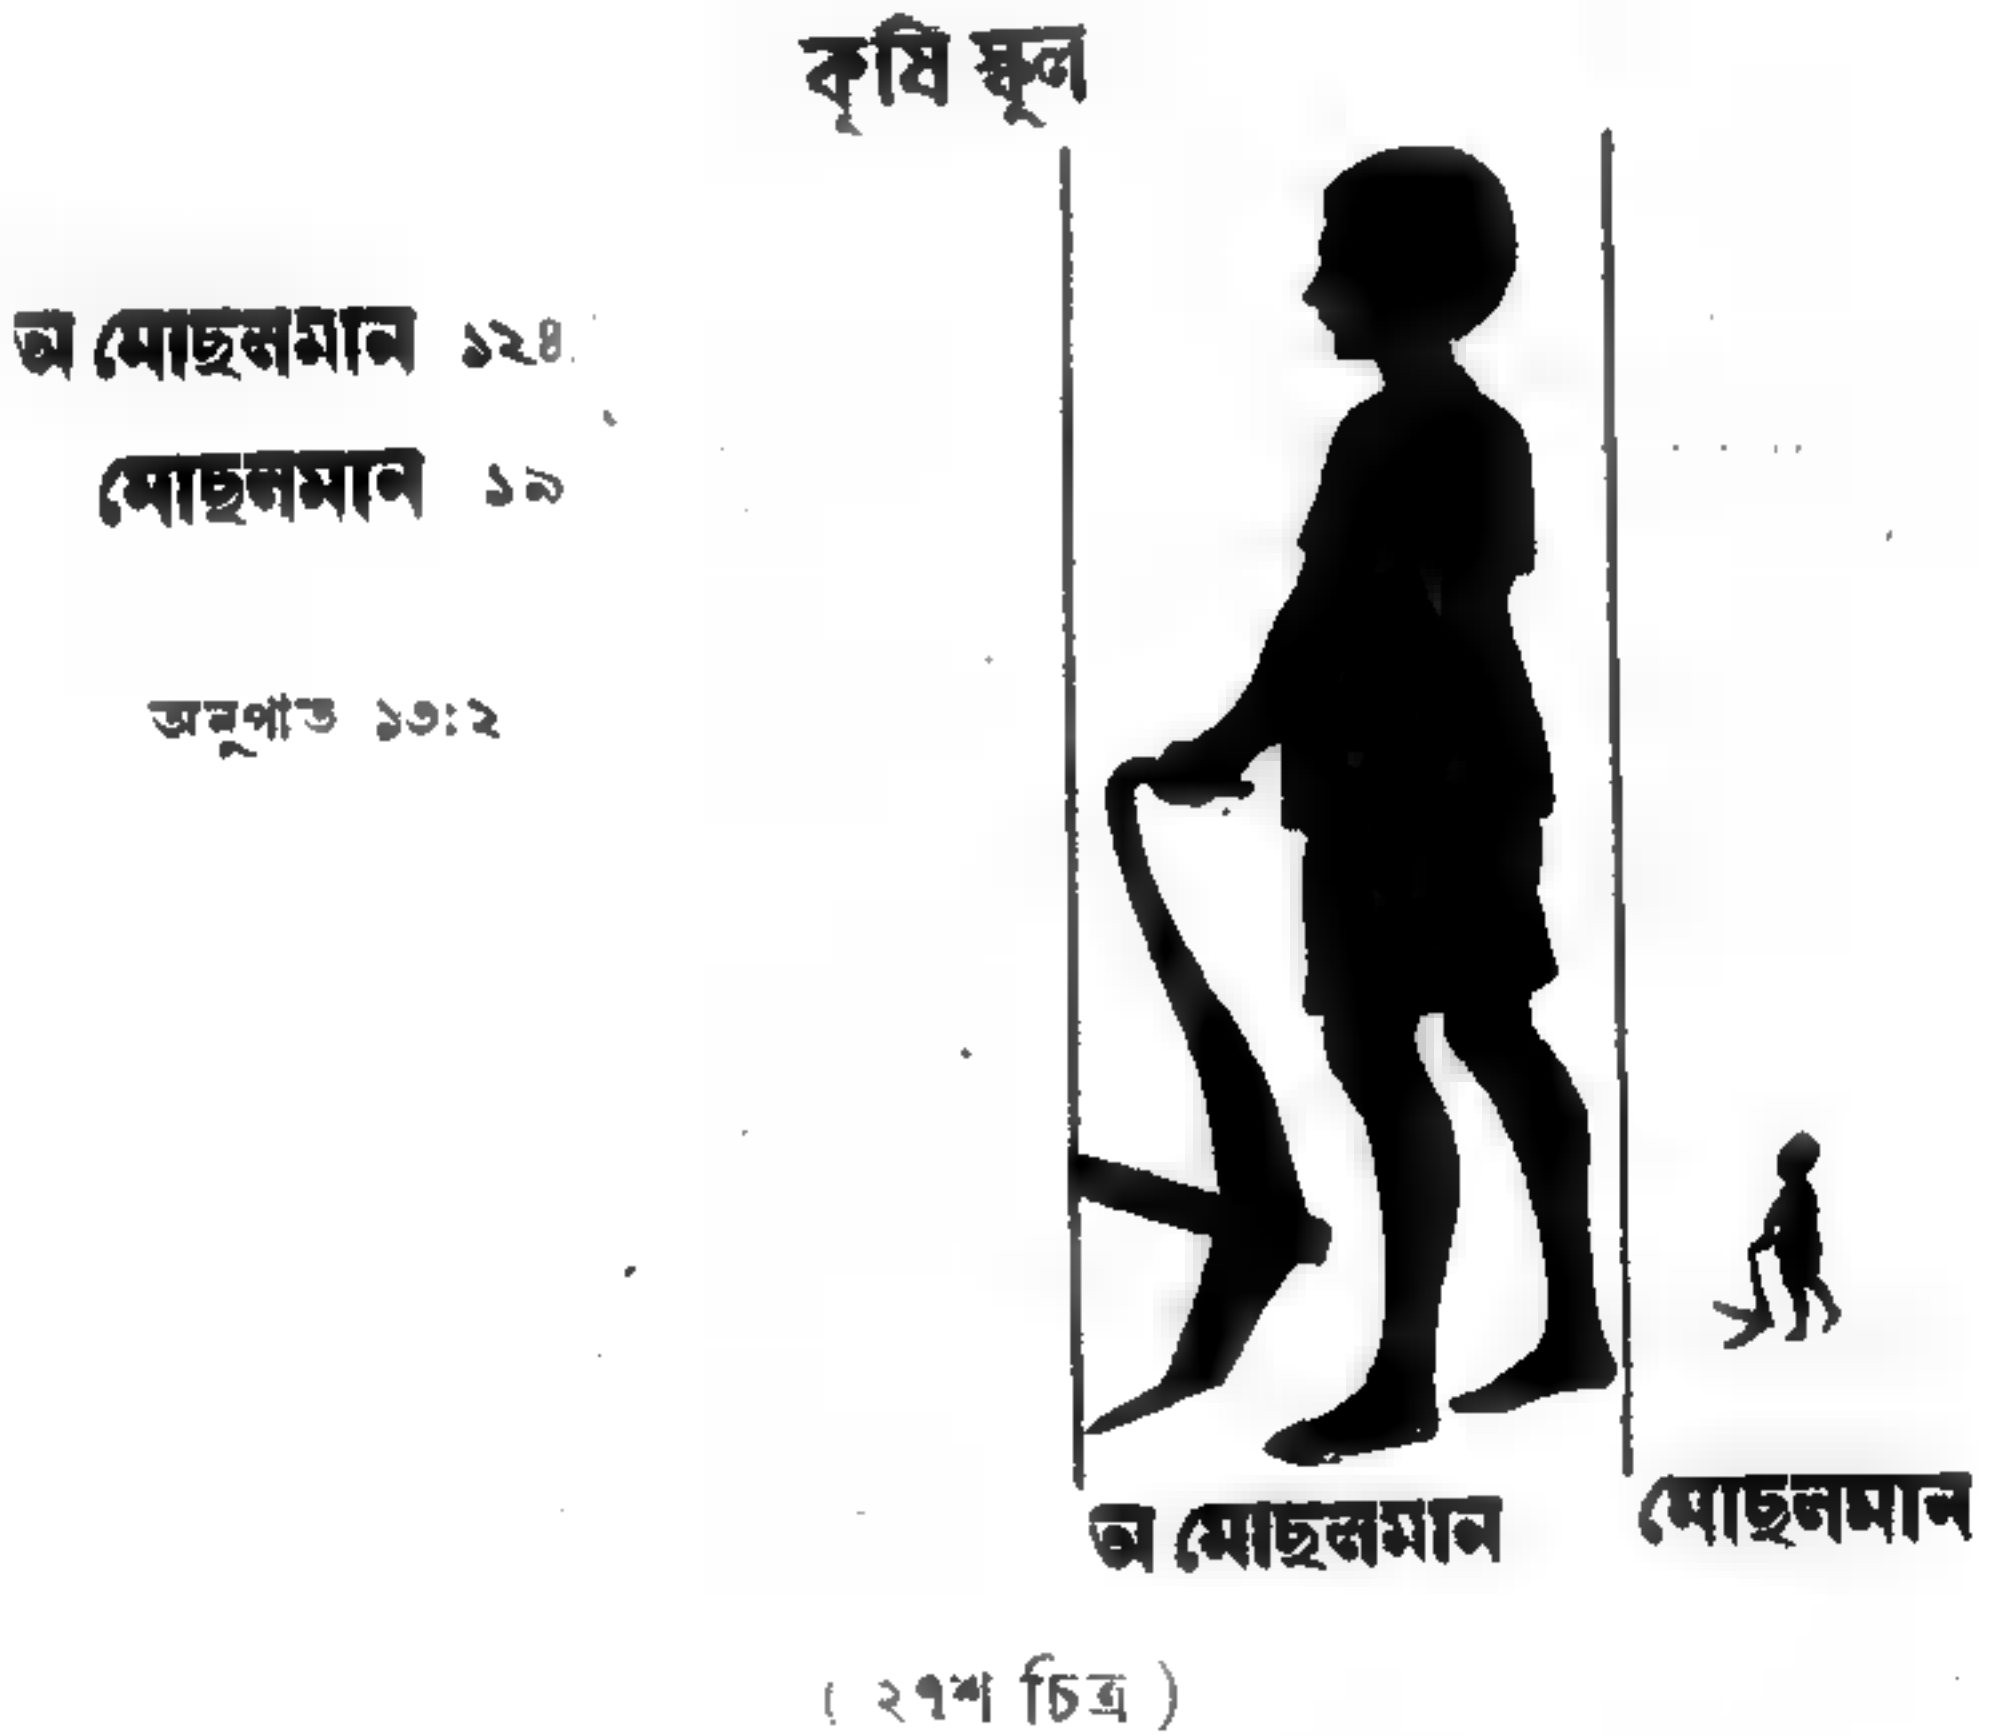 কৃষি স্কুল
অ মোছলমান ১২৪
মোছলমান ১৯
অনুপাত ১৩:২
অ মোছলমান
মোছলমান
( ২৭শ চিত্র )